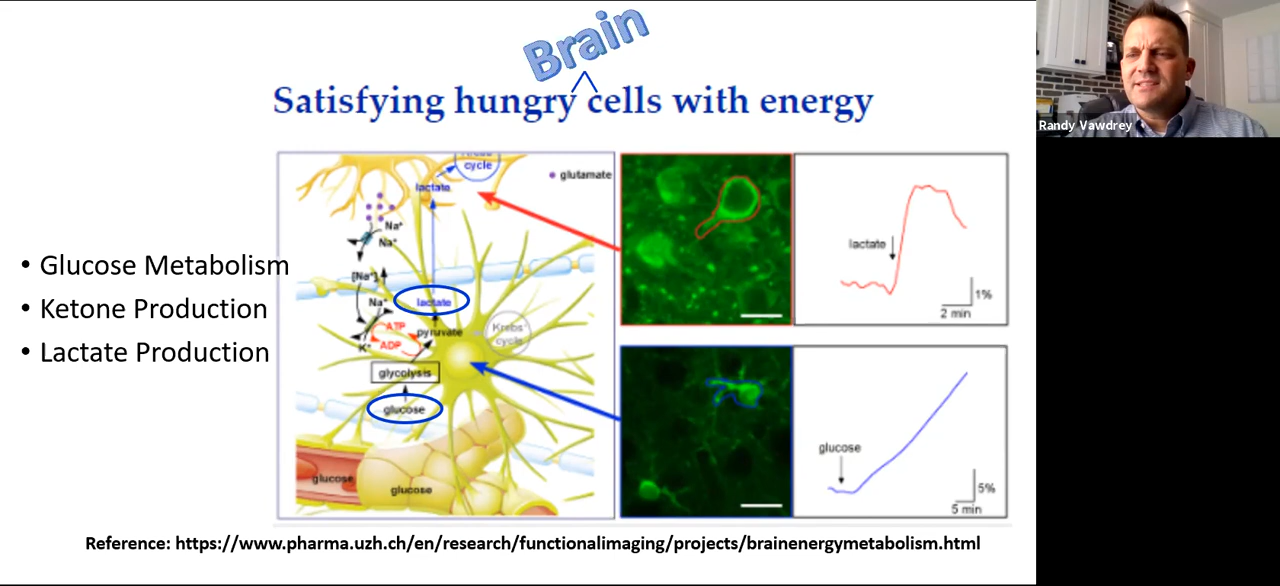 Brain
Satisfying hungry cells with energy
Randy Vawdrey
• Glucose Metabolism
• Ketone Production
• Lactate Production
cycle
lactate
glutamate
Na⁺
Na⁺
[Na⁺]
Na⁺
lactate
ATP
pyruvate
Krebs'
cycle
ADP
K⁺
glycolysis
glucose
glucose
glucose
lactate
1%
2 min
glucose
5%
5 min
Reference: https://www.pharma.uzh.ch/en/research/functionalimaging/projects/brainenergymetabolism.html